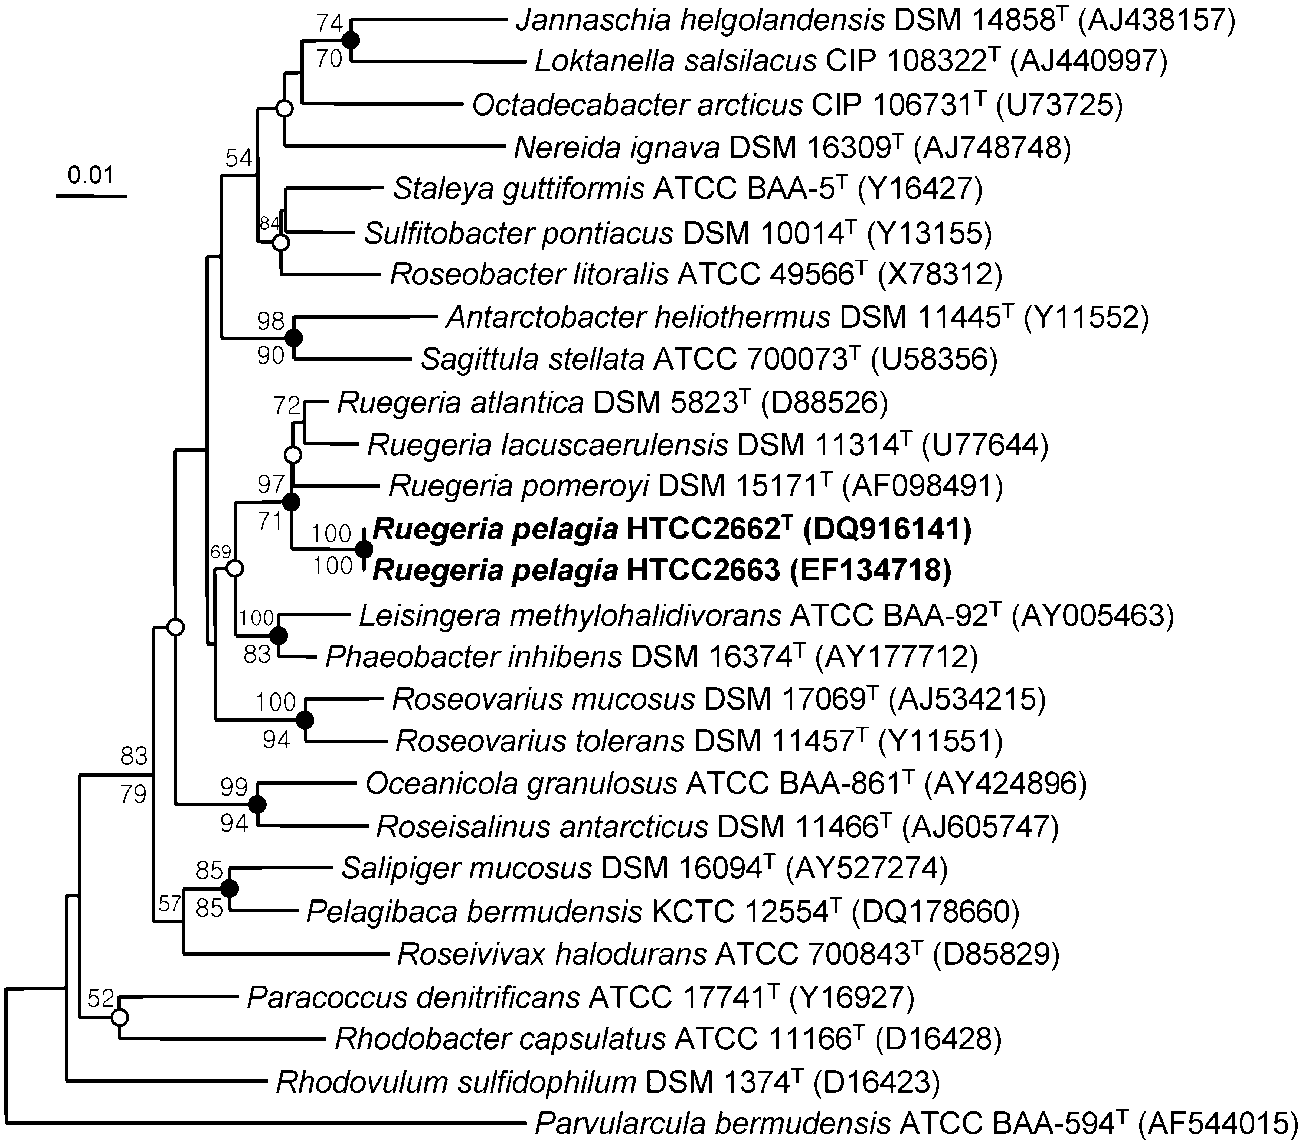 74
Jannaschia helgolandensis DSM 14858T (AJ438157)
70
Loktanella salsilacus CIP 108322T (AJ440997)
Octadecabacter arcticus CIP 106731T (U73725)
Nereida ignava DSM 16309T (AJ748748)
54
0.01
Staleya guttiformis ATCC BAA-5T (Y16427)
84
Sulfitobacter pontiacus DSM 10014T (Y13155)
Roseobacter litoralis ATCC 49566T (X78312)
98
Antarctobacter heliothermus DSM 11445T (Y11552)
90
Sagittula stellata ATCC 700073T (U58356)
72
Ruegeria atlantica DSM 5823T (D88526)
Ruegeria lacuscaerulensis DSM 11314T (U77644)
97
Ruegeria pomeroyi DSM 15171T (AF098491)
71
100
Ruegeria pelagia HTCC2662T (DQ916141)
69
100
Ruegeria pelagia HTCC2663 (EF134718)
100
Leisingera methylohalidivorans ATCC BAA-92T (AY005463)
83
Phaeobacter inhibens DSM 16374T (AY177712)
100
Roseovarius mucosus DSM 17069T (AJ534215)
94
Roseovarius tolerans DSM 11457T (Y11551)
83
79
99
Oceanicola granulosus ATCC BAA-861T (AY424896)
94
Roseisalinus antarcticus DSM 11466T (AJ605747)
85
Salipiger mucosus DSM 16094T (AY527274)
57
85
Pelagibaca bermudensis KCTC 12554T (DQ178660)
Roseivivax halodurans ATCC 700843T (D85829)
52
Paracoccus denitrificans ATCC 17741T (Y16927)
Rhodobacter capsulatus ATCC 11166T (D16428)
Rhodovulum sulfidophilum DSM 1374T (D16423)
Parvularcula bermudensis ATCC BAA-594T (AF544015)